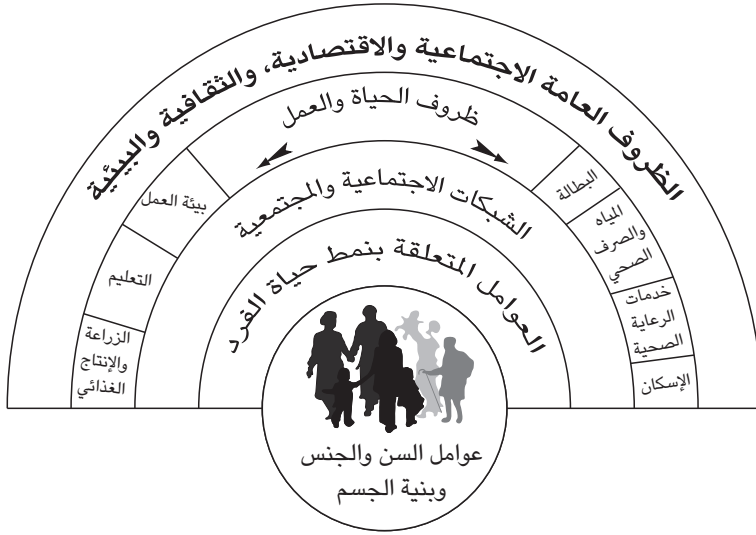 الظروف العامة الاجتماعية والاقتصادية، والثقافية والبيئية
ظروف الحياة والعمل
البطالة
المياه
والصرف
الصحي
خدمات
الرعاية
الصحية
الإسكان
بيئة العمل
التعليم
الزراعة
والإنتاج
الغذائي
الشبكات الاجتماعية والمجتمعية
العوامل المتعلقة بنمط حياة الفرد
عوامل السن والجنس
وبنية الجسم